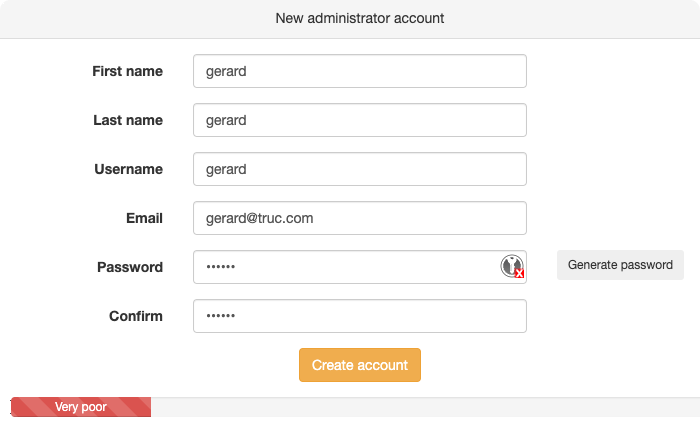 New administrator account
First name gerard
Last name gerard
Username gerard
Email gerard@truc.com
Password •••••• Generate password
Confirm ••••••
Create account
Very poor